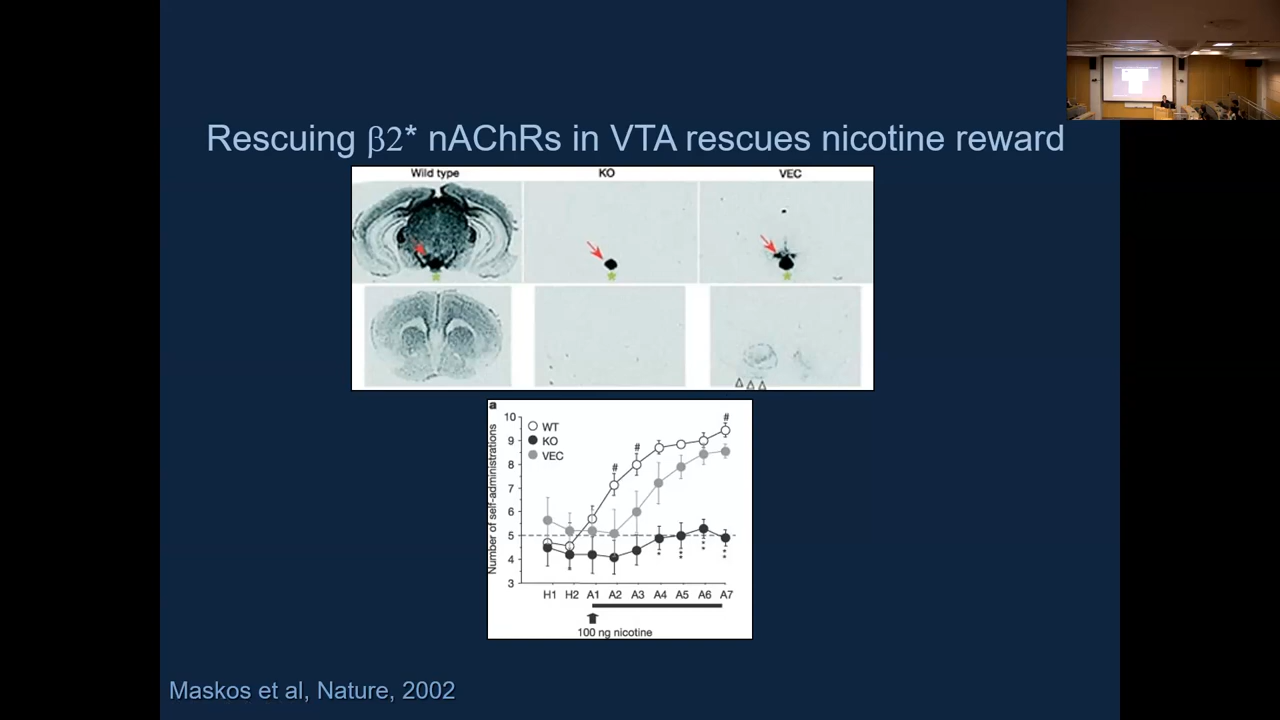 Rescuing β2* nAChRs in VTA rescues nicotine reward
Wild type KO VEC
a
Number of self-administrations
10
9
8
7
6
5
4
3
WT
KO
VEC
# # #
* * * * * * *
H1 H2 A1 A2 A3 A4 A5 A6 A7
100 ng nicotine
Maskos et al, Nature, 2002